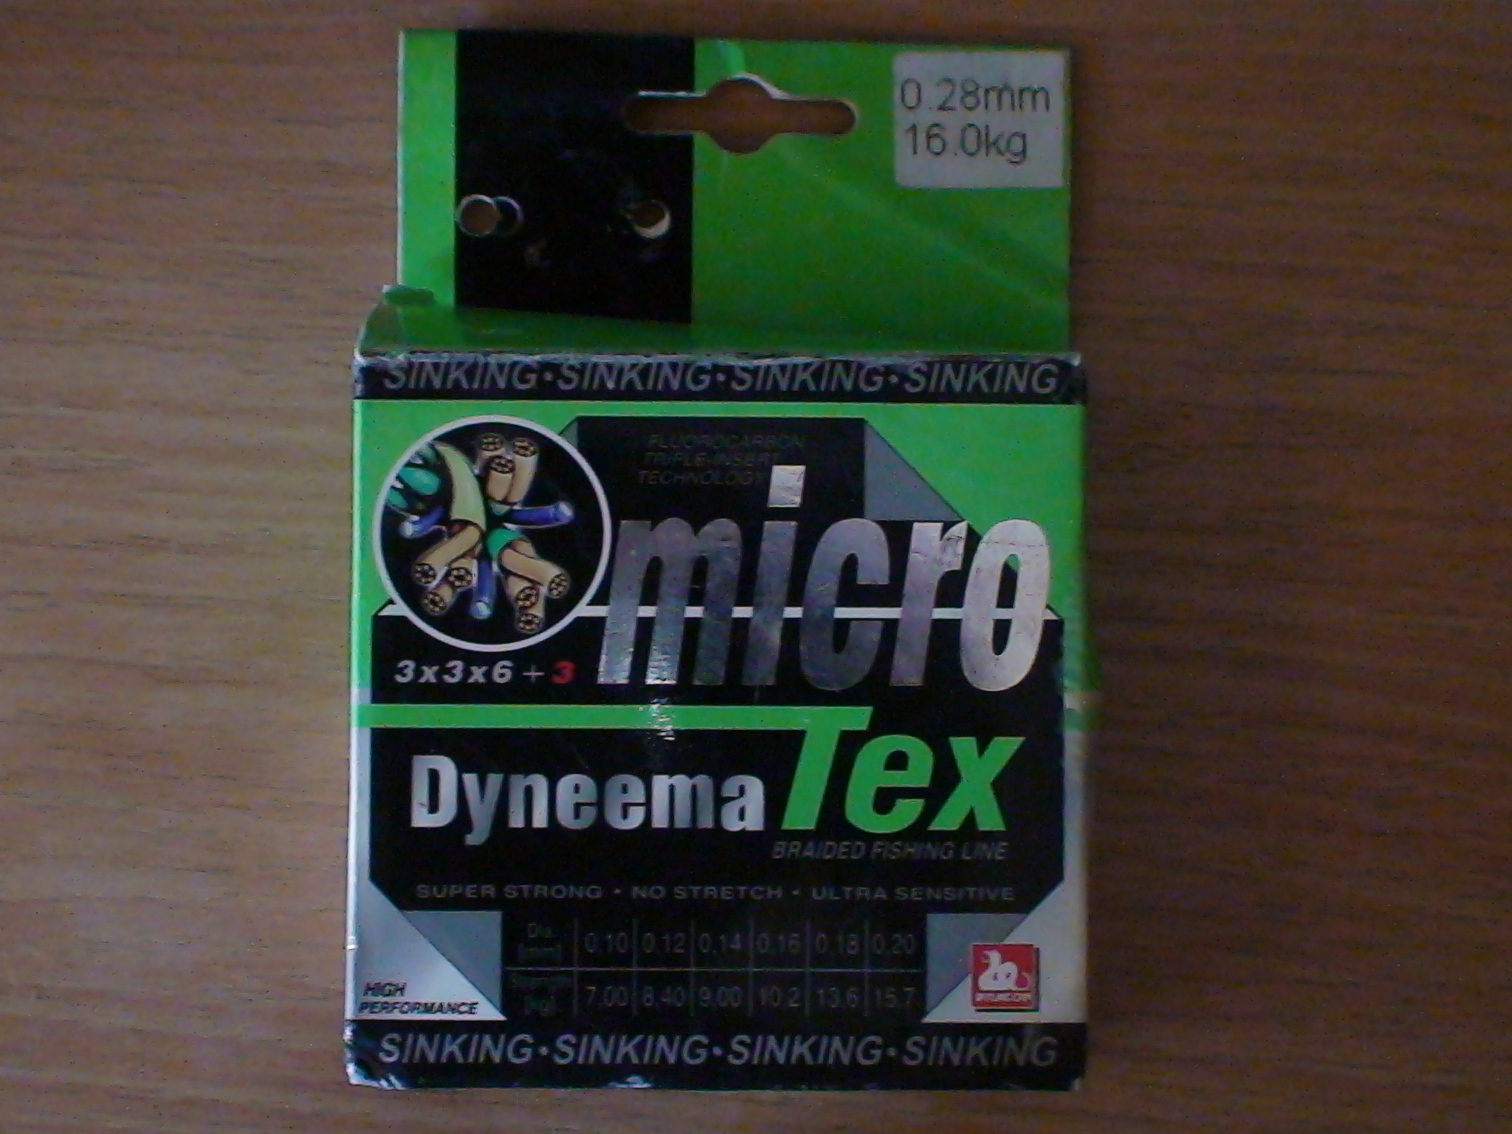 0.28mm
16.0kg
SINKING·SINKING·SINKING·SINKING
FLUOROCARBON
TRIPLE-INSERT
TECHNOLOGY
micro
3x3x6+3
Dyneema Tex
BRAIDED FISHING LINE
SUPER STRONG · NO STRETCH · ULTRA SENSITIVE
Dia. [mm] 0.10 0.12 0.14 0.16 0.18 0.20
Strength [kg] 7.00 8.40 9.00 10.2 13.6 15.7
HIGH
PERFORMANCE
SINKING·SINKING·SINKING·SINKING